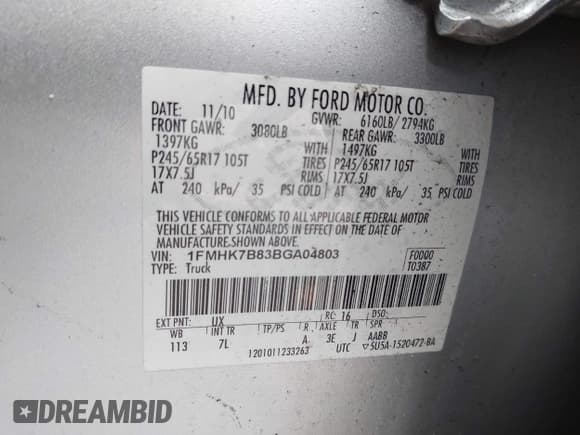 MFD. BY FORD MOTOR CO.
DATE: 11/10 GVWR: 6160LB/ 2794KG
FRONT GAWR: 3080LB REAR GAWR: 3300LB
1397KG WITH 1497KG WITH
P245/65R17 105T TIRES P245/65R17 105T TIRES
17X7.5J RIMS 17X7.5J RIMS
AT 240 kPa/ 35 PSI COLD AT 240 kPa/ 35 PSI COLD
THIS VEHICLE CONFORMS TO ALL APPLICABLE FEDERAL MOTOR
VEHICLE SAFETY STANDARDS IN EFFECT ON THE DATE OF
MANUFACTURE SHOWN ABOVE.
VIN: 1FMHK7B83BGA04803 F0000
TYPE: Truck T0387
EXT PNT: UX RC: 16 DSO:
WB INT TR TP/PS R AXLE TR SPR
113 7L A 3E J AABB
1201011233263 UTC ▽5U5A-1520472-BA
DREAMBID